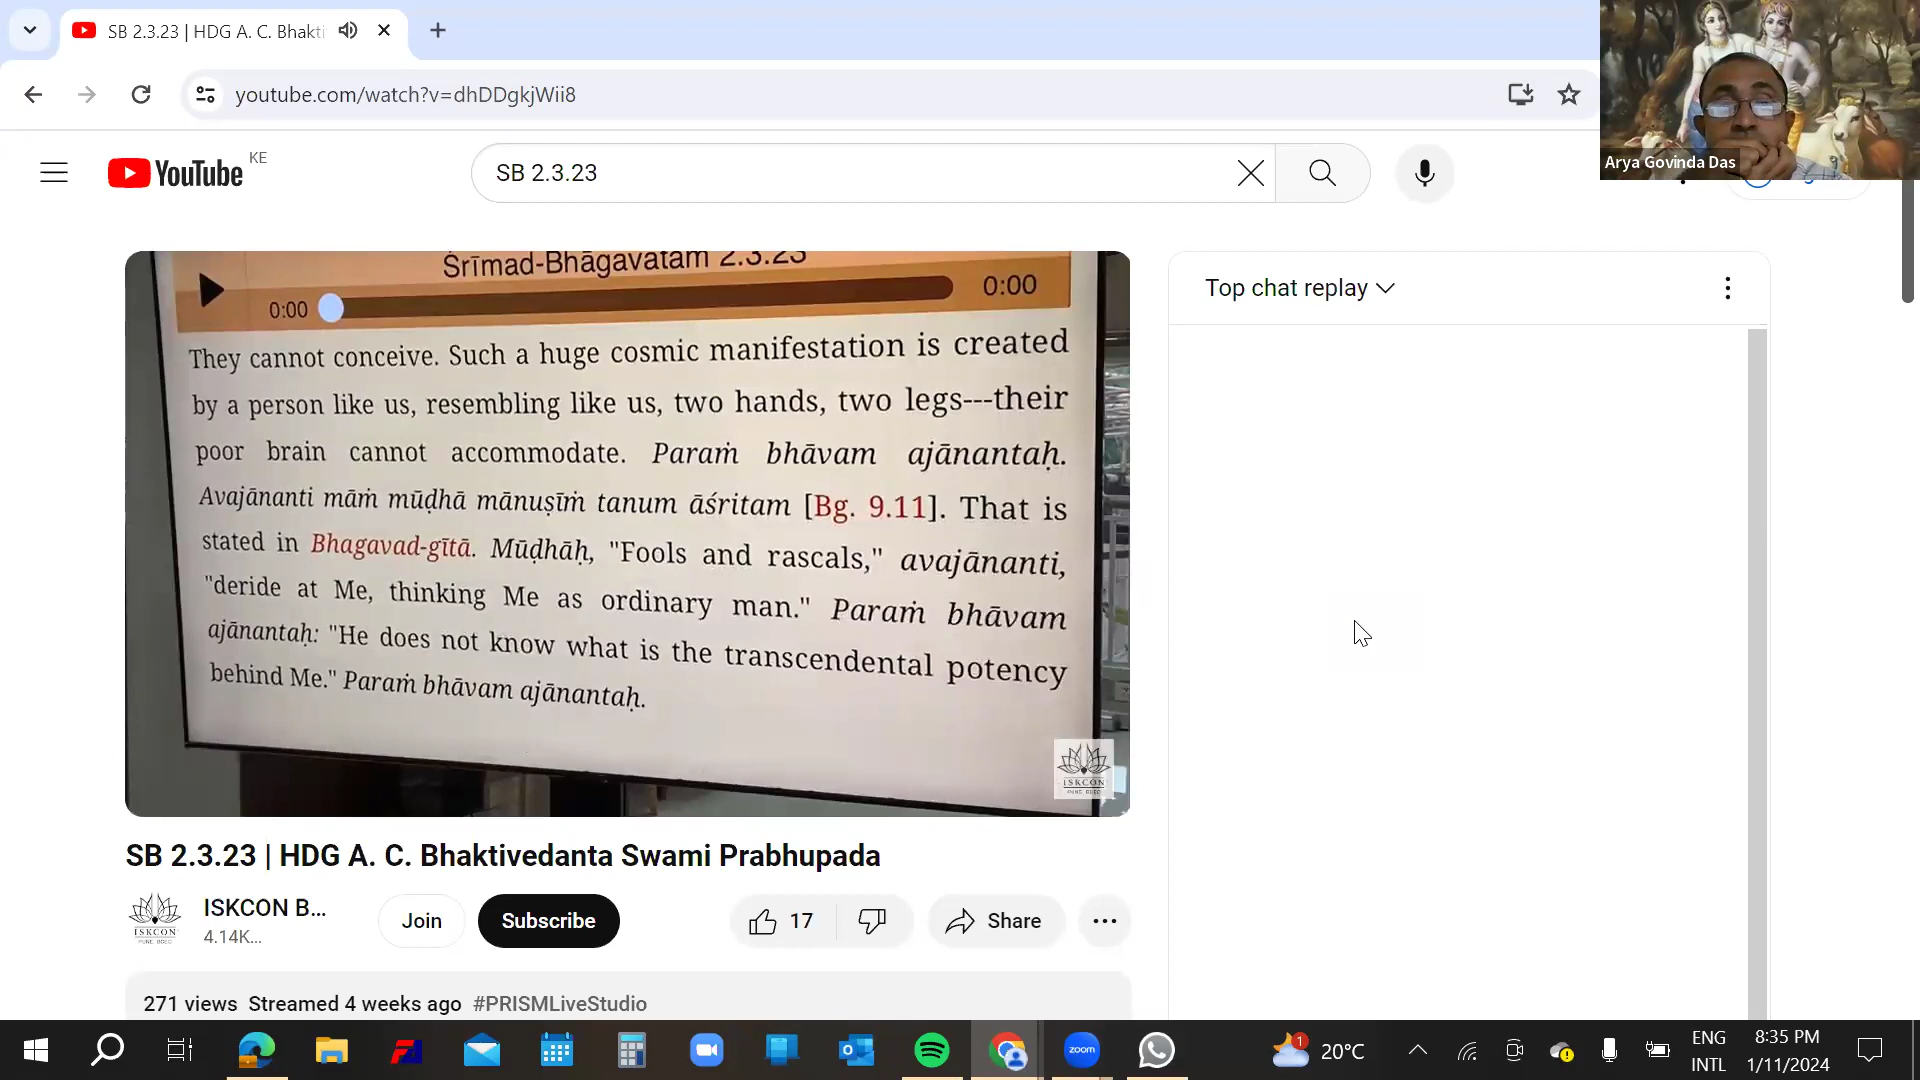 SB 2.3.23 | HDG A. C. Bhakti
youtube.com/watch?v=dhDDgkjWii8
YouTube KE
SB 2.3.23
Arya Govinda Das
Śrīmad-Bhāgavatam 2.3.23
0:00
0:00
They cannot conceive. Such a huge cosmic manifestation is created
by a person like us, resembling like us, two hands, two legs---their
poor brain cannot accommodate. Paraṁ bhāvam ajānantaḥ.
Avajānanti māṁ mūḍhā mānuṣīṁ tanum āśritam [Bg. 9.11]. That is
stated in Bhagavad-gītā. Mūḍhāḥ, "Fools and rascals," avajānanti,
"deride at Me, thinking Me as ordinary man." Paraṁ bhāvam
ajānantaḥ: "He does not know what is the transcendental potency
behind Me." Paraṁ bhāvam ajānantaḥ.
ISKCON
PUNE, BCEC
Top chat replay
SB 2.3.23 | HDG A. C. Bhaktivedanta Swami Prabhupada
ISKCON
ISKCON B...
4.14K...
Join
Subscribe
17
Share
271 views Streamed 4 weeks ago #PRISMLiveStudio
zoom
1
20°C
ENG
INTL
8:35 PM
1/11/2024